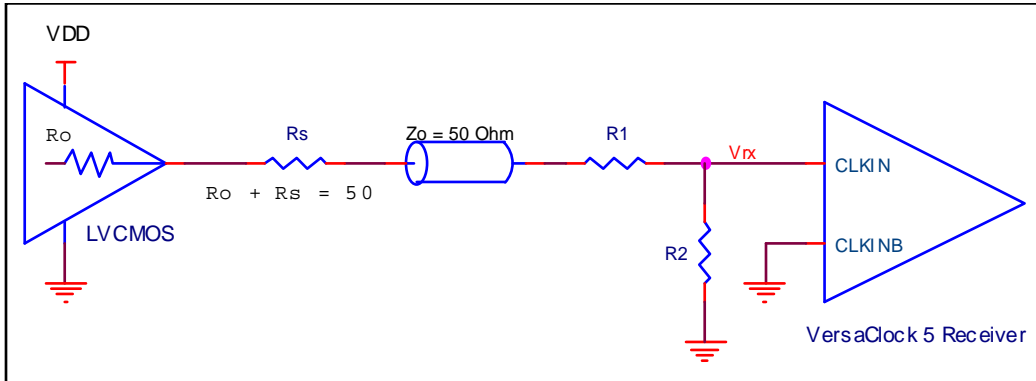 VDD
Ro
Rs
Zo = 50 Ohm
R1
Vrx
CLKIN
Ro + Rs = 50
LVCMOS
R2
CLKINB
VersaClock 5 Receiver